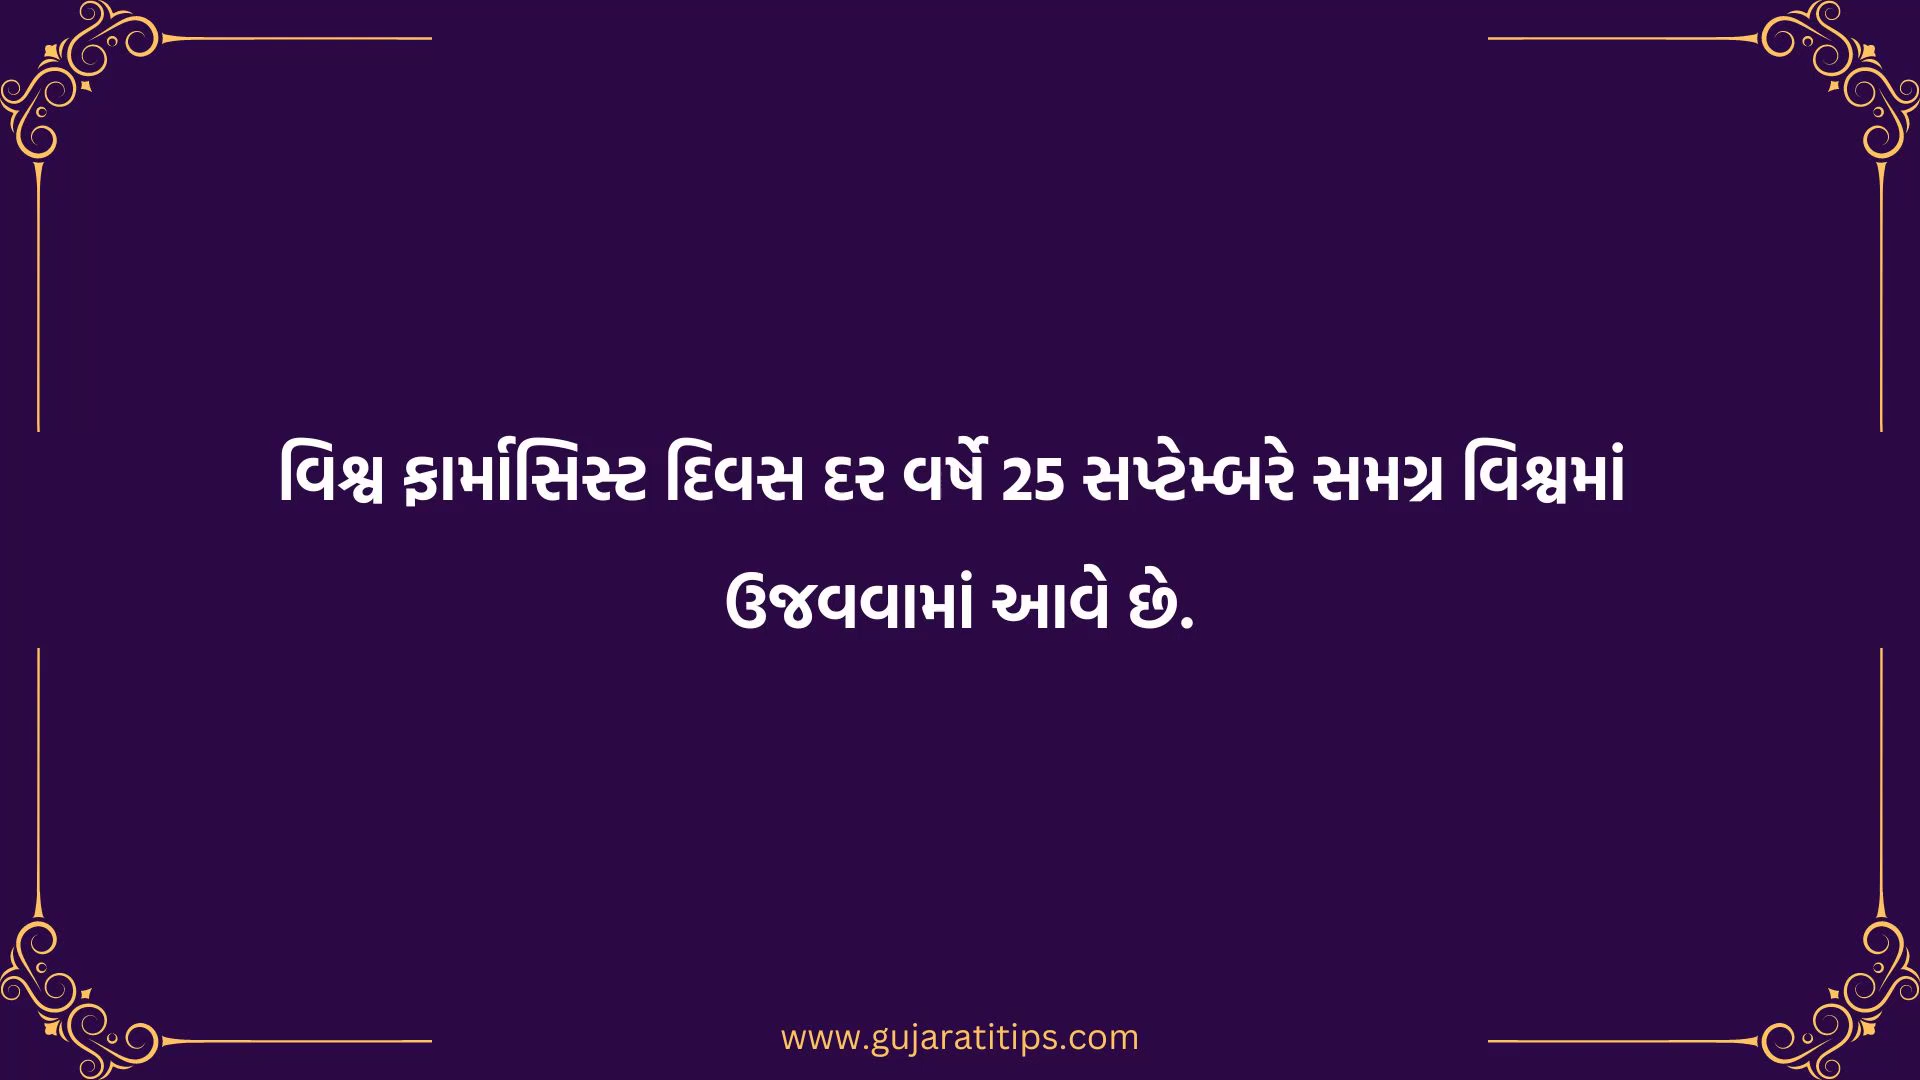 વિશ્વ ફાર્માસિસ્ટ દિવસ દર વર્ષે 25 સપ્ટેમ્બરે સમગ્ર વિશ્વમાં
ઉજવવામાં આવે છે.
www.gujaratitips.com